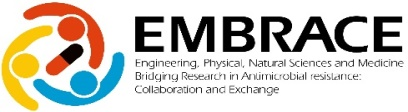 EMBRACE
Engineering, Physical, Natural Sciences and Medicine
Bridging Research in Antimicrobial resistance:
Collaboration and Exchange